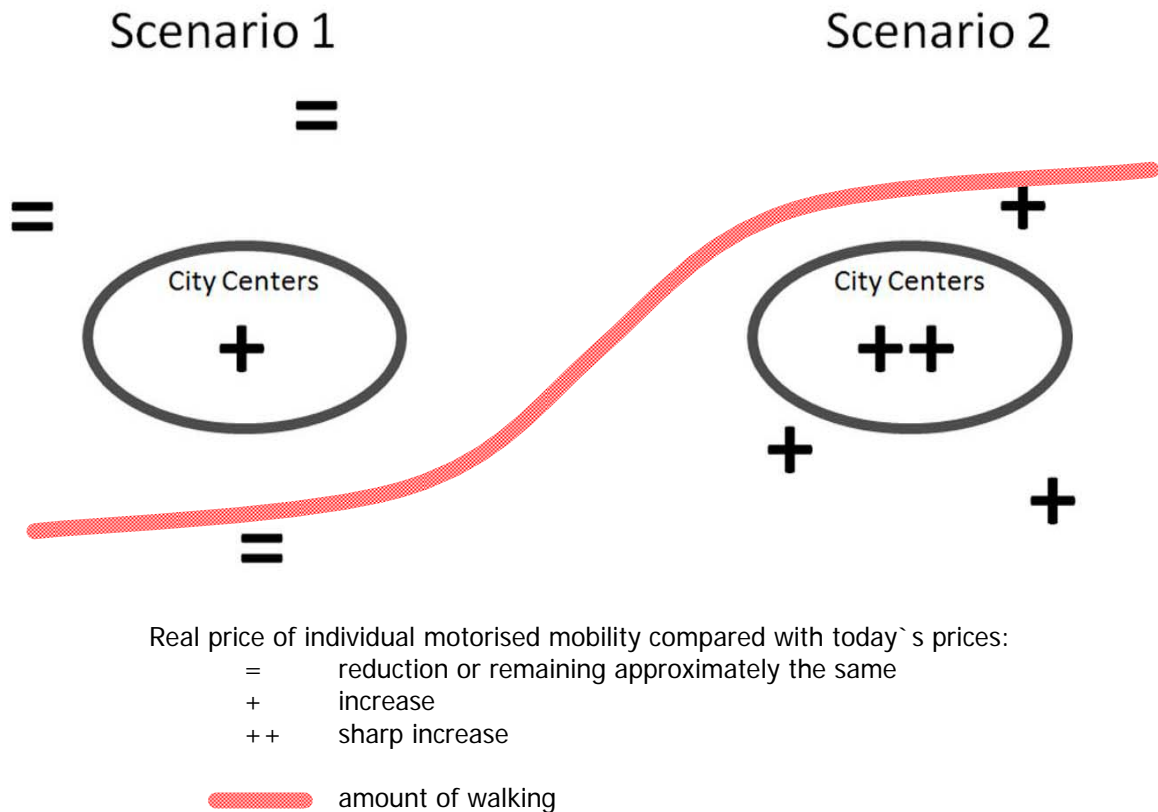 Scenario 1 Scenario 2
=
=
+
City Centers City Centers
+ ++
+
+
=
Real price of individual motorised mobility compared with today`s prices:
= reduction or remaining approximately the same
+ increase
++ sharp increase
amount of walking